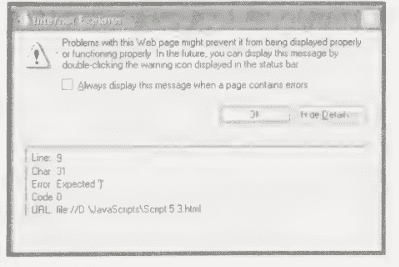 Internet Explorer
Problems with this Web page might prevent it from being displayed properly
or functioning properly. In the future, you can display this message by
double-clicking the warning icon displayed in the status bar
Always display this message when a page contains errors
Hide Details
Line: 9
Char 31
Error Expected '}'
Code 0
URL: file //D \JavaScripts\Script 5 3.html